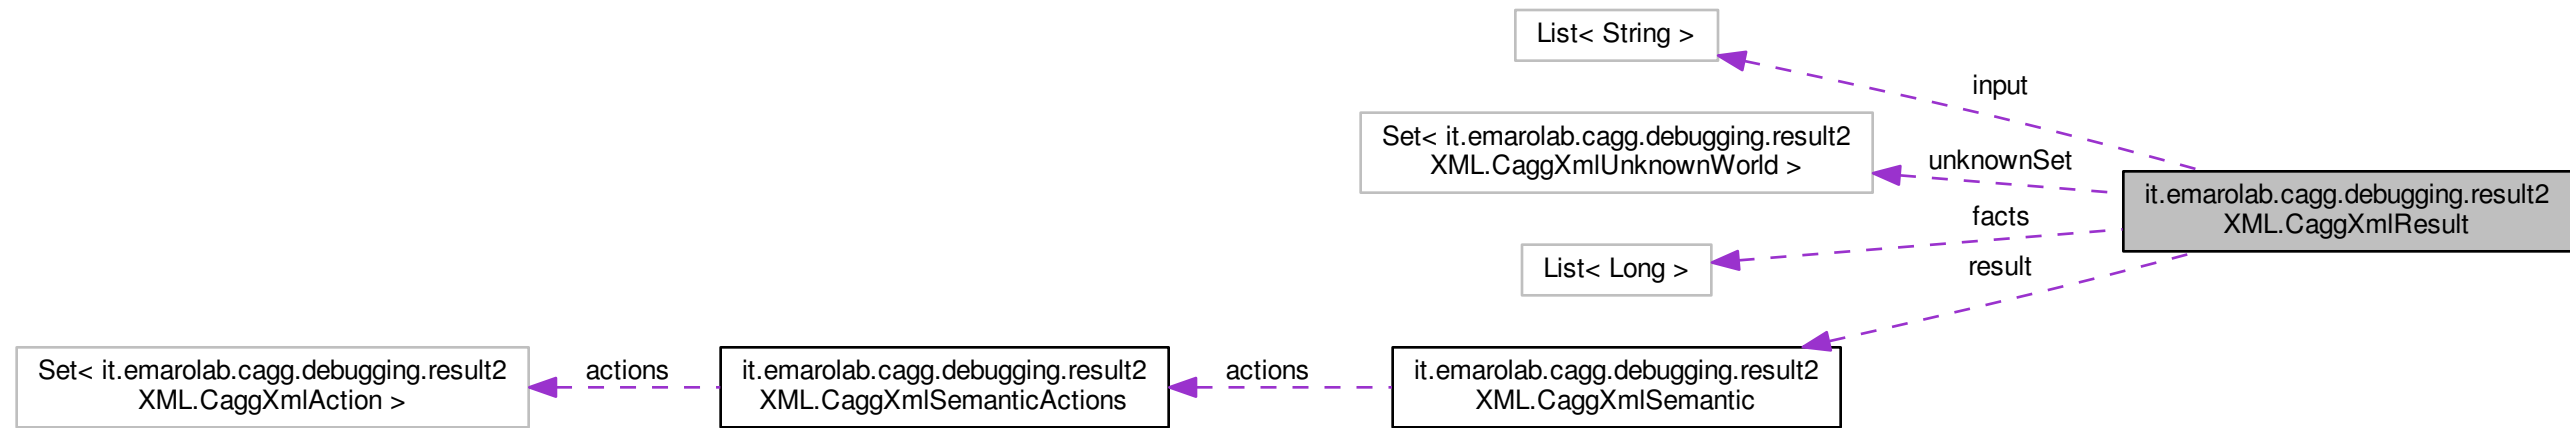 List< String >
input
Set< it.emarolab.cagg.debugging.result2
XML.CaggXmlUnknownWorld >
unknownSet
it.emarolab.cagg.debugging.result2
XML.CaggXmlResult
facts
List< Long >
result
Set< it.emarolab.cagg.debugging.result2
XML.CaggXmlAction >
actions
it.emarolab.cagg.debugging.result2
XML.CaggXmlSemanticActions
actions
it.emarolab.cagg.debugging.result2
XML.CaggXmlSemantic